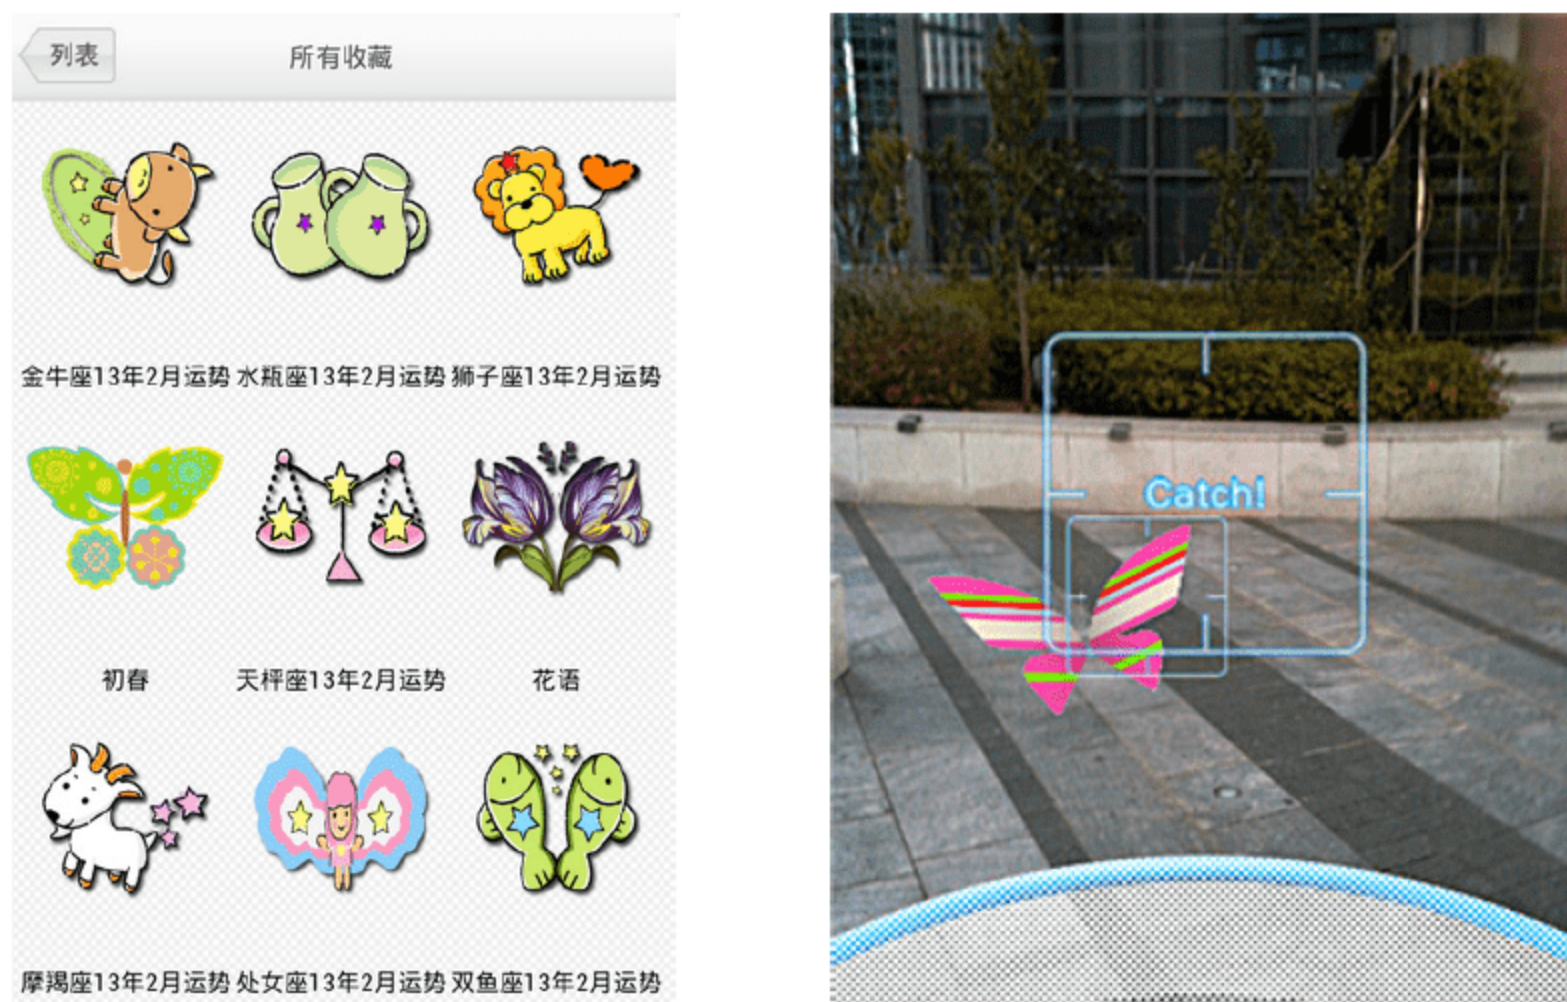 列表
所有收藏
金牛座13年2月运势 水瓶座13年2月运势 狮子座13年2月运势
初春 天枰座13年2月运势 花语
摩羯座13年2月运势 处女座13年2月运势 双鱼座13年2月运势
Catch!